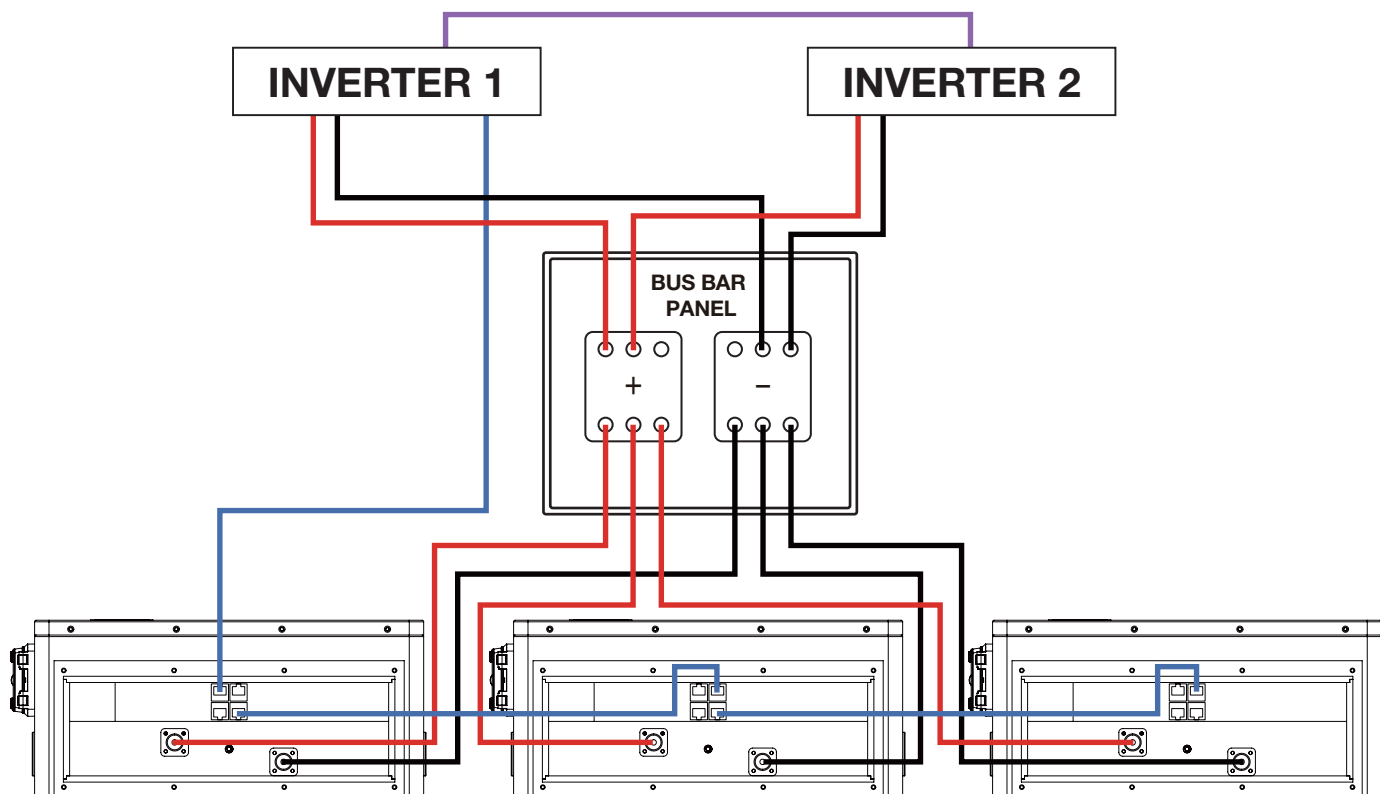 INVERTER 1
INVERTER 2
BUS BAR
PANEL
+
−